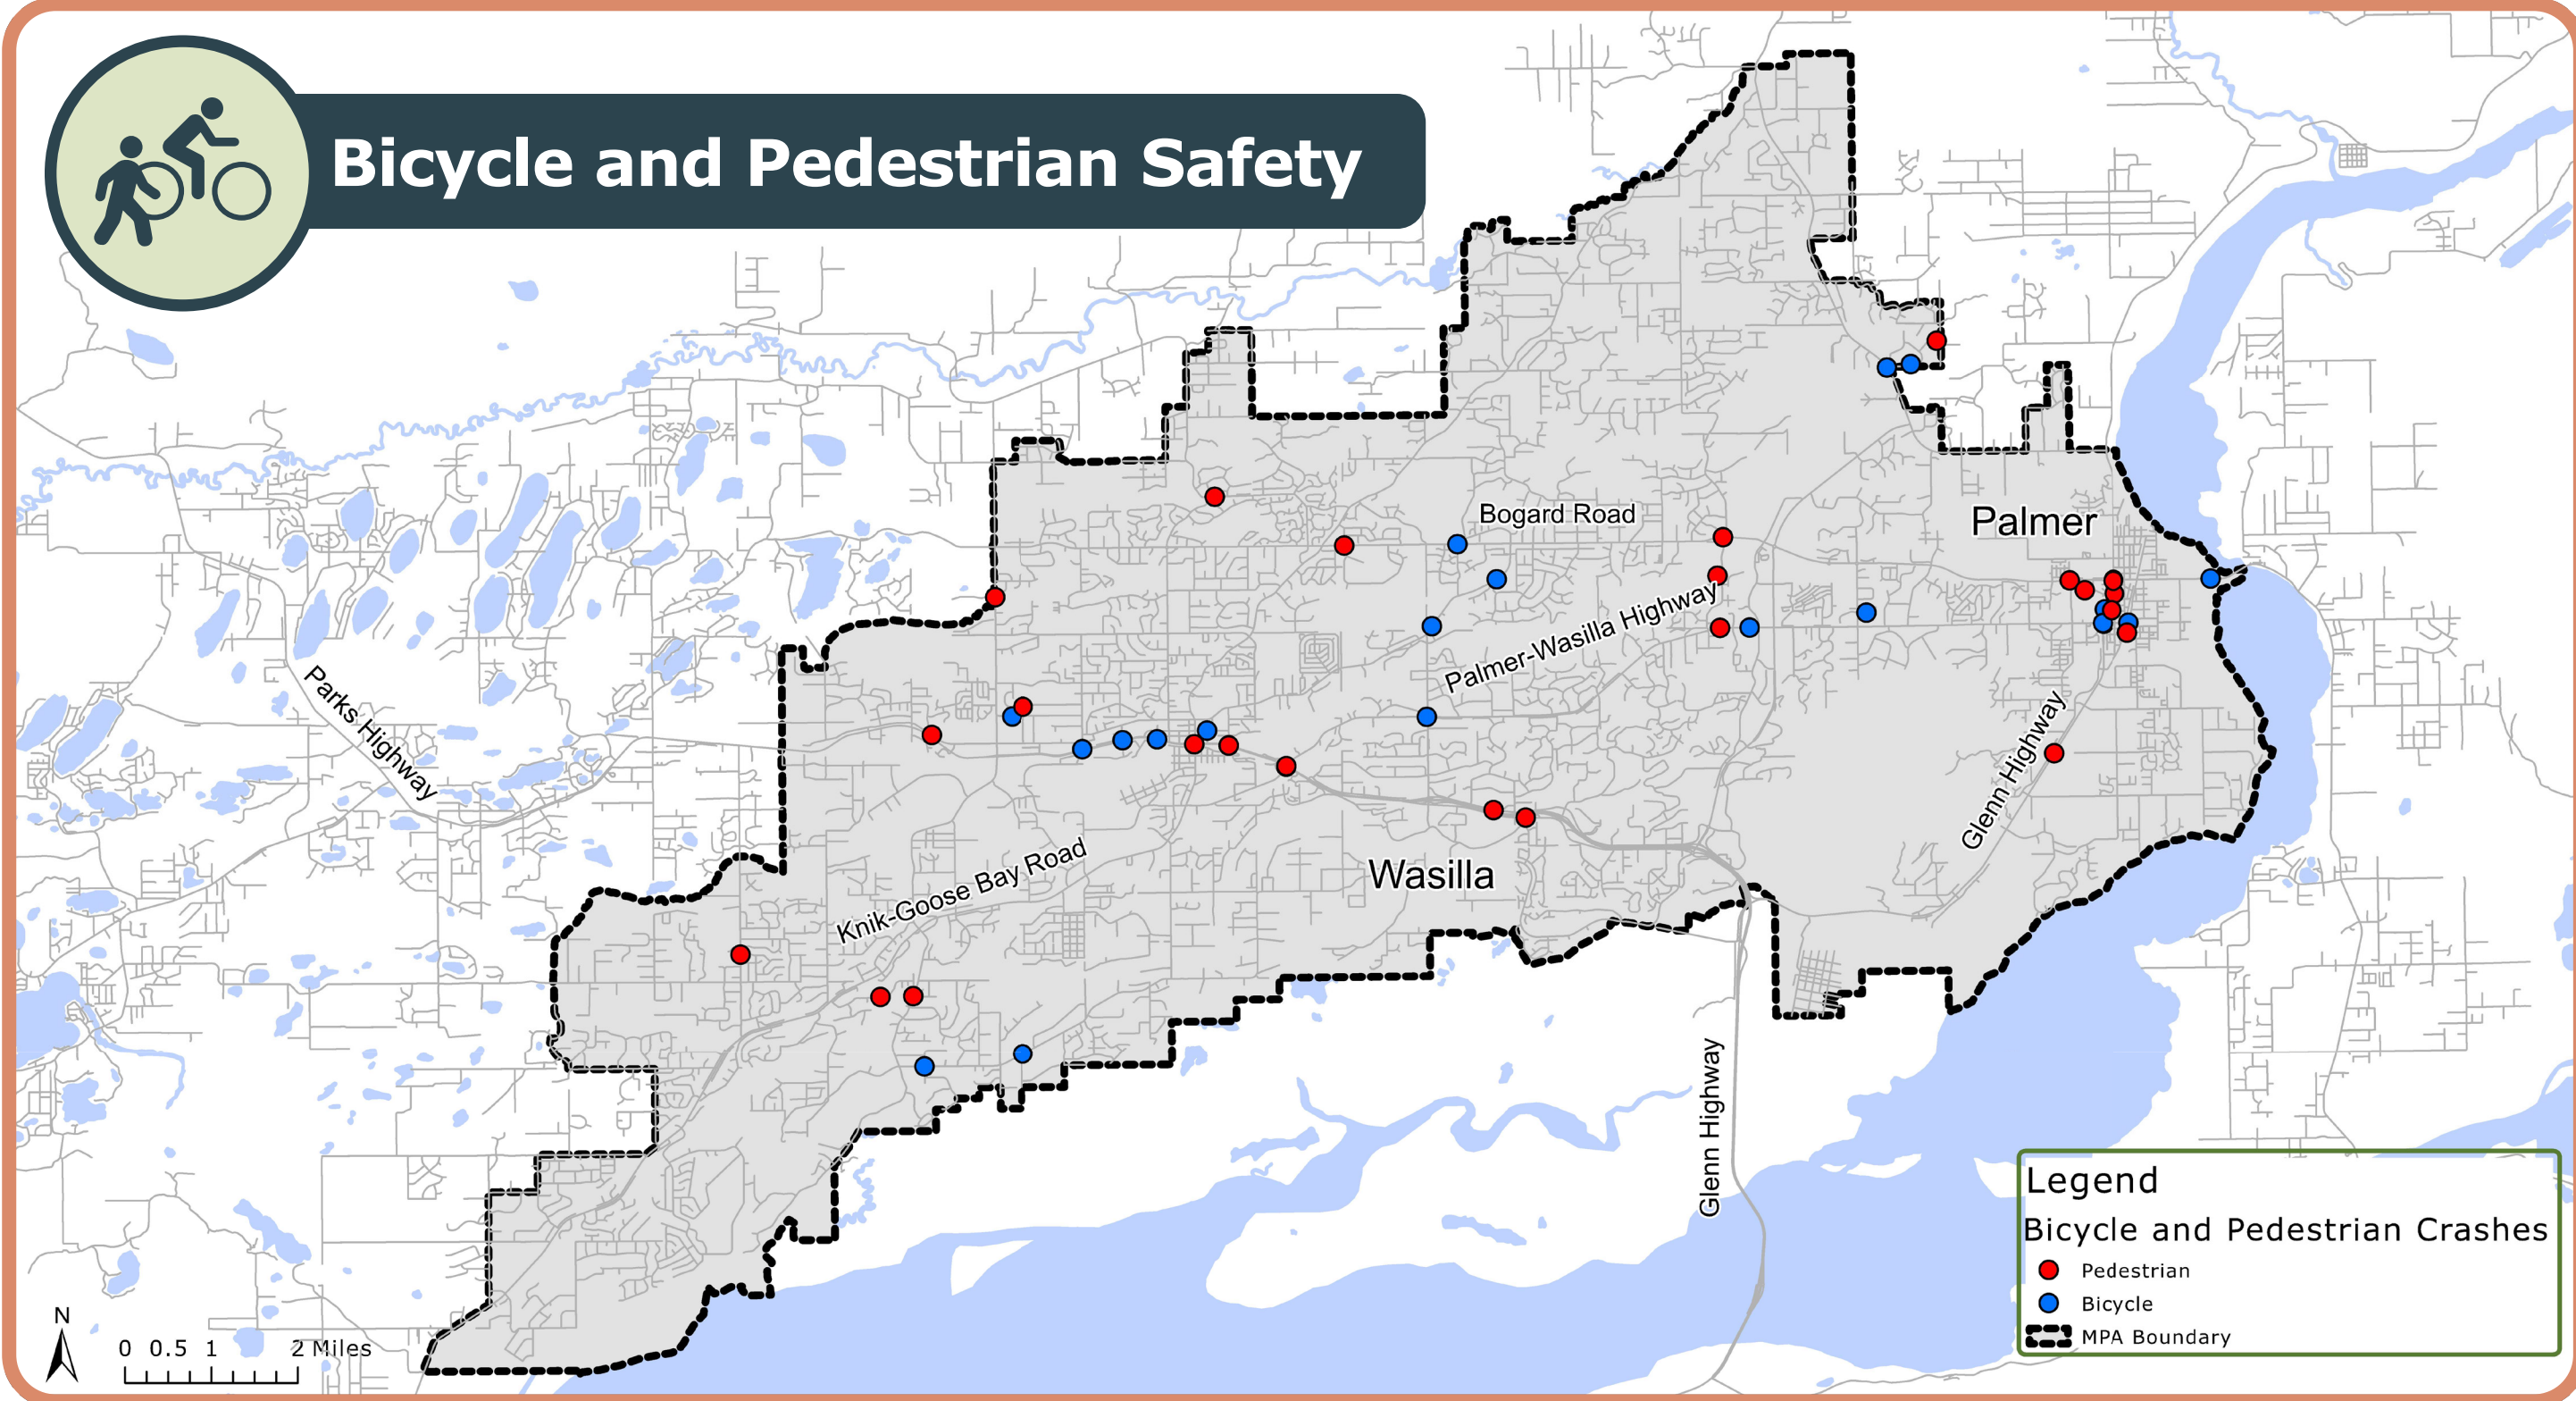 Bicycle and Pedestrian Safety
Bogard Road
Palmer
Palmer-Wasilla Highway
Parks Highway
Glenn Highway
Knik-Goose Bay Road
Wasilla
Glenn Highway
Legend
Bicycle and Pedestrian Crashes
Pedestrian
Bicycle
MPA Boundary
N
0 0.5 1 2 Miles